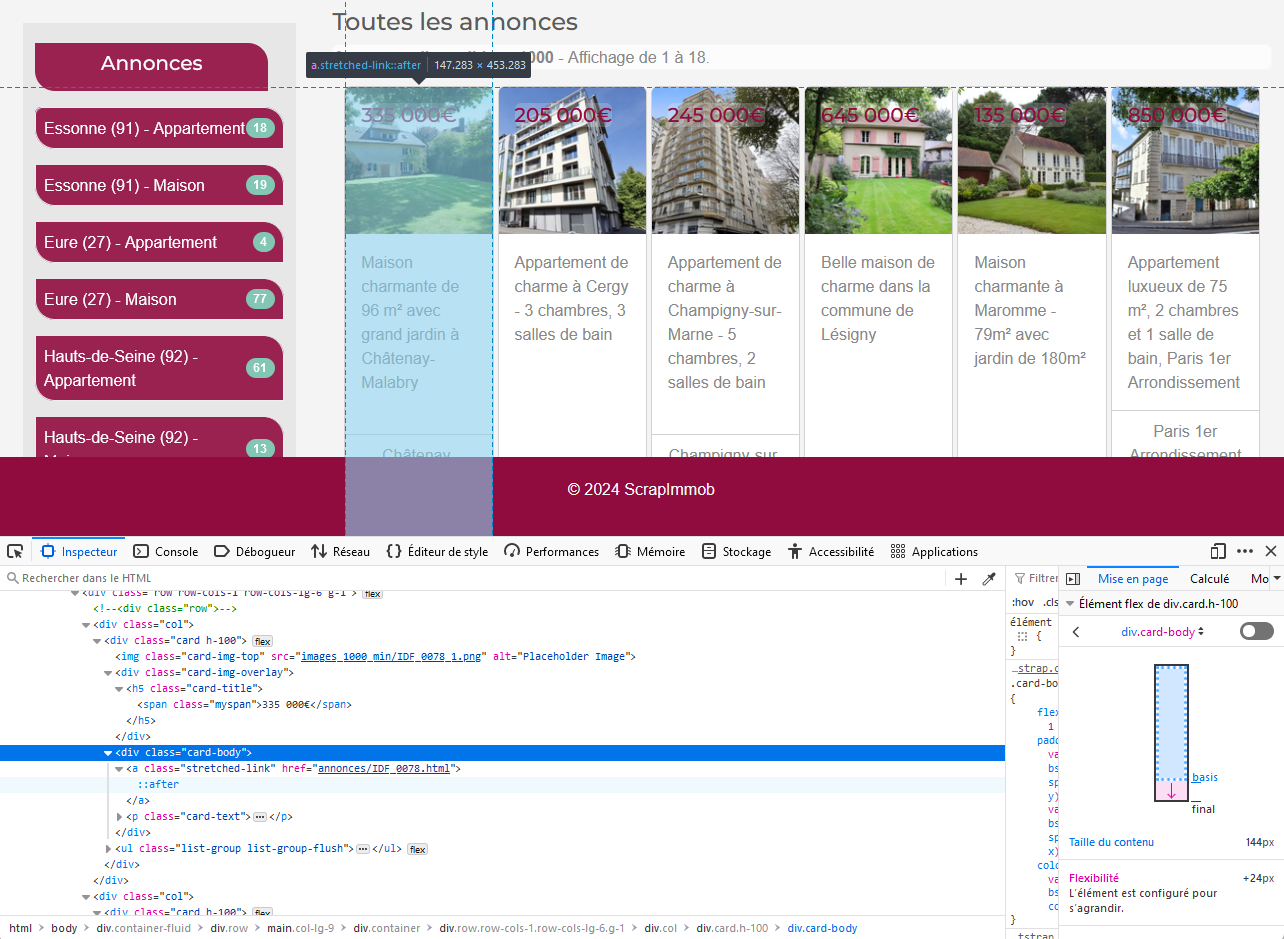 Toutes les annonces
Annonces
000 - Affichage de 1 à 18.
a.stretched-link::after 147.283 × 453.283
Essonne (91) - Appartement 18
Essonne (91) - Maison 19
Eure (27) - Appartement 4
Eure (27) - Maison 77
Hauts-de-Seine (92) -
Appartement 61
Hauts-de-Seine (92) - 13
335 000€
Maison
charmante de
96 m² avec
grand jardin à
Châtenay-
Malabry
Châtenay
205 000€
Appartement de
charme à Cergy
- 3 chambres, 3
salles de bain
245 000€
Appartement de
charme à
Champigny-sur-
Marne - 5
chambres, 2
salles de bain
Champigny-sur
645 000€
Belle maison de
charme dans la
commune de
Lésigny
135 000€
Maison
charmante à
Maromme -
79m² avec
jardin de 180m²
850 000€
Appartement
luxueux de 75
m², 2 chambres
et 1 salle de
bain, Paris 1er
Arrondissement
Paris 1er
Arrondissement
© 2024 ScrapImmob
Inspecteur Console Débogueur Réseau Éditeur de style Performances Mémoire Stockage Accessibilité Applications
Rechercher dans le HTML
<div class="row row-cols-1 row-cols-lg-6 g-1"> flex
<!--<div class="row">-->
<div class="col">
<div class="card h-100"> flex
<img class="card-img-top" src="images_1000_min/IDF_0078_1.png" alt="Placeholder Image">
<div class="card-img-overlay">
<h5 class="card-title">
<span class="myspan">335 000€</span>
</h5>
</div>
<div class="card-body">
<a class="stretched-link" href="annonces/IDF_0078.html">
::after
</a>
<p class="card-text"> </p>
</div>
<ul class="list-group list-group-flush"> </ul> flex
</div>
</div>
<div class="col">
<div class="card h-100"> flex
html > body > div.container-fluid > div.row > main.col-lg-9 > div.container > div.row.row-cols-1.row-cols-lg-6.g-1 > div.col > div.card.h-100 > div.card-body
Filtrer
:hov .cls
élément
{
}
…strap.c
.card-bo
{
flex
1
padd
va
bs
sp
y)
va
bs
sp
x)
colo
va
bs
co
}
…tstrap
Mise en page Calculé Mo
Élément flex de div.card.h-100
div.card-body
basis
final
Taille du contenu 144px
Flexibilité +24px
L'élément est configuré pour
s'agrandir.